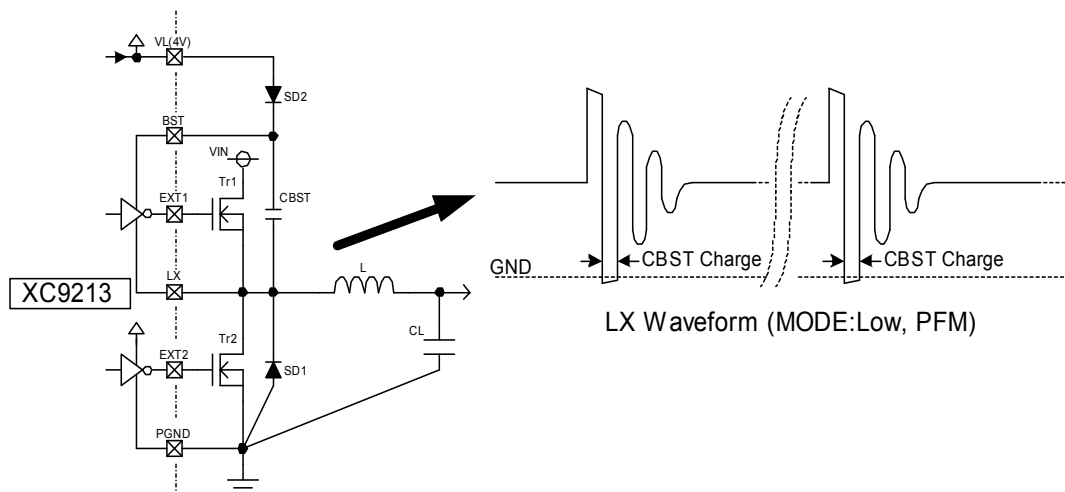 VL(4V)
SD2
BST
VIN
Tr1
CBST
EXT1
LX
L
XC9213
Tr2
CL
EXT2
SD1
PGND
GND
CBST Charge
CBST Charge
LX Waveform (MODE:Low, PFM)